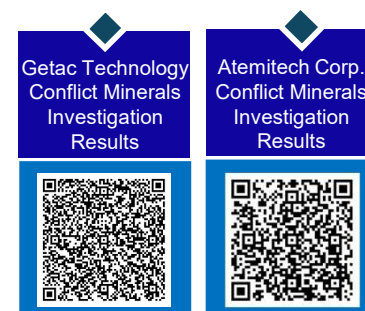 Getac Technology
Conflict Minerals
Investigation
Results
Atemitech Corp.
Conflict Minerals
Investigation
Results